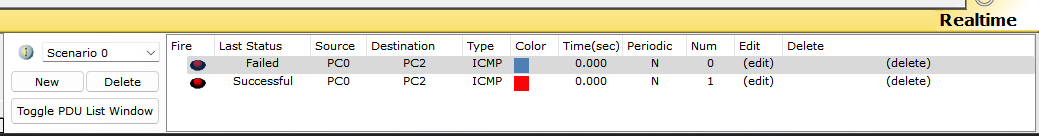 Realtime
Scenario 0
New Delete
Toggle PDU List Window
Fire Last Status Source Destination Type Color Time(sec) Periodic Num Edit Delete
Failed PC0 PC2 ICMP 0.000 N 0 (edit) (delete)
Successful PC0 PC2 ICMP 0.000 N 1 (edit) (delete)